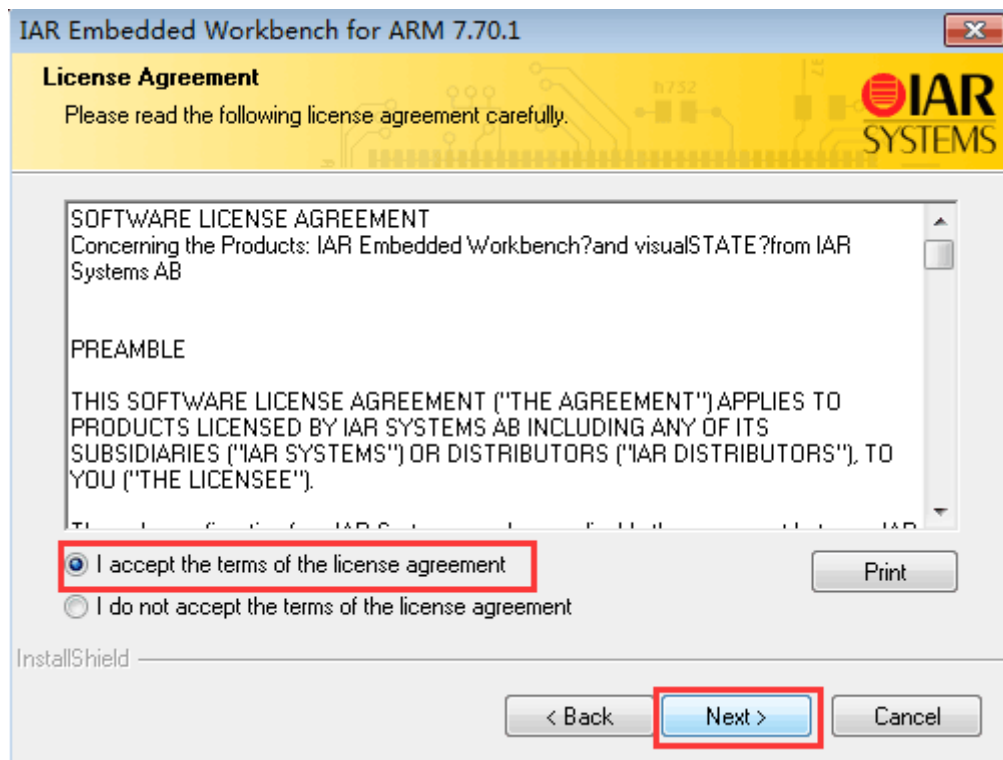 IAR Embedded Workbench for ARM 7.70.1
License Agreement
Please read the following license agreement carefully.
h732
IAR
SYSTEMS
SOFTWARE LICENSE AGREEMENT
Concerning the Products: IAR Embedded Workbench?and visualSTATE?from IAR
Systems AB
PREAMBLE
THIS SOFTWARE LICENSE AGREEMENT ("THE AGREEMENT") APPLIES TO
PRODUCTS LICENSED BY IAR SYSTEMS AB INCLUDING ANY OF ITS
SUBSIDIARIES ("IAR SYSTEMS") OR DISTRIBUTORS ("IAR DISTRIBUTORS"), TO
YOU ("THE LICENSEE").
I accept the terms of the license agreement
Print
I do not accept the terms of the license agreement
InstallShield
< Back
Next >
Cancel